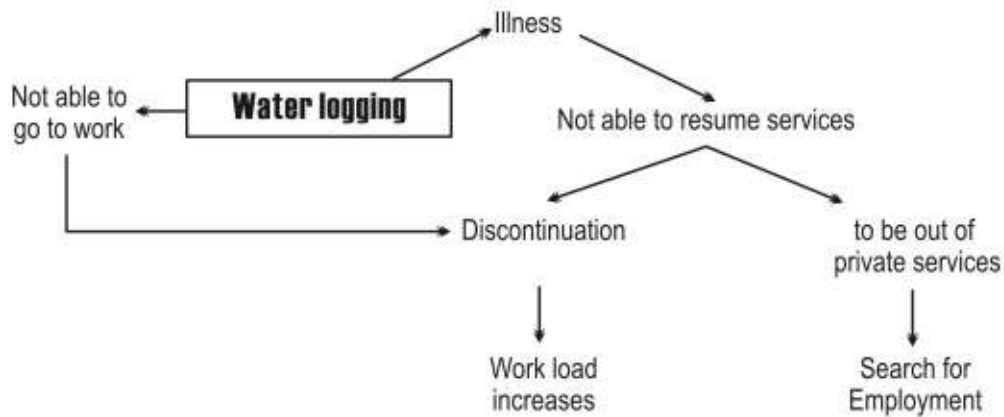 Illness
Not able to
go to work
Water logging
Not able to resume services
Discontinuation
to be out of
private services
Work load
increases
Search for
Employment